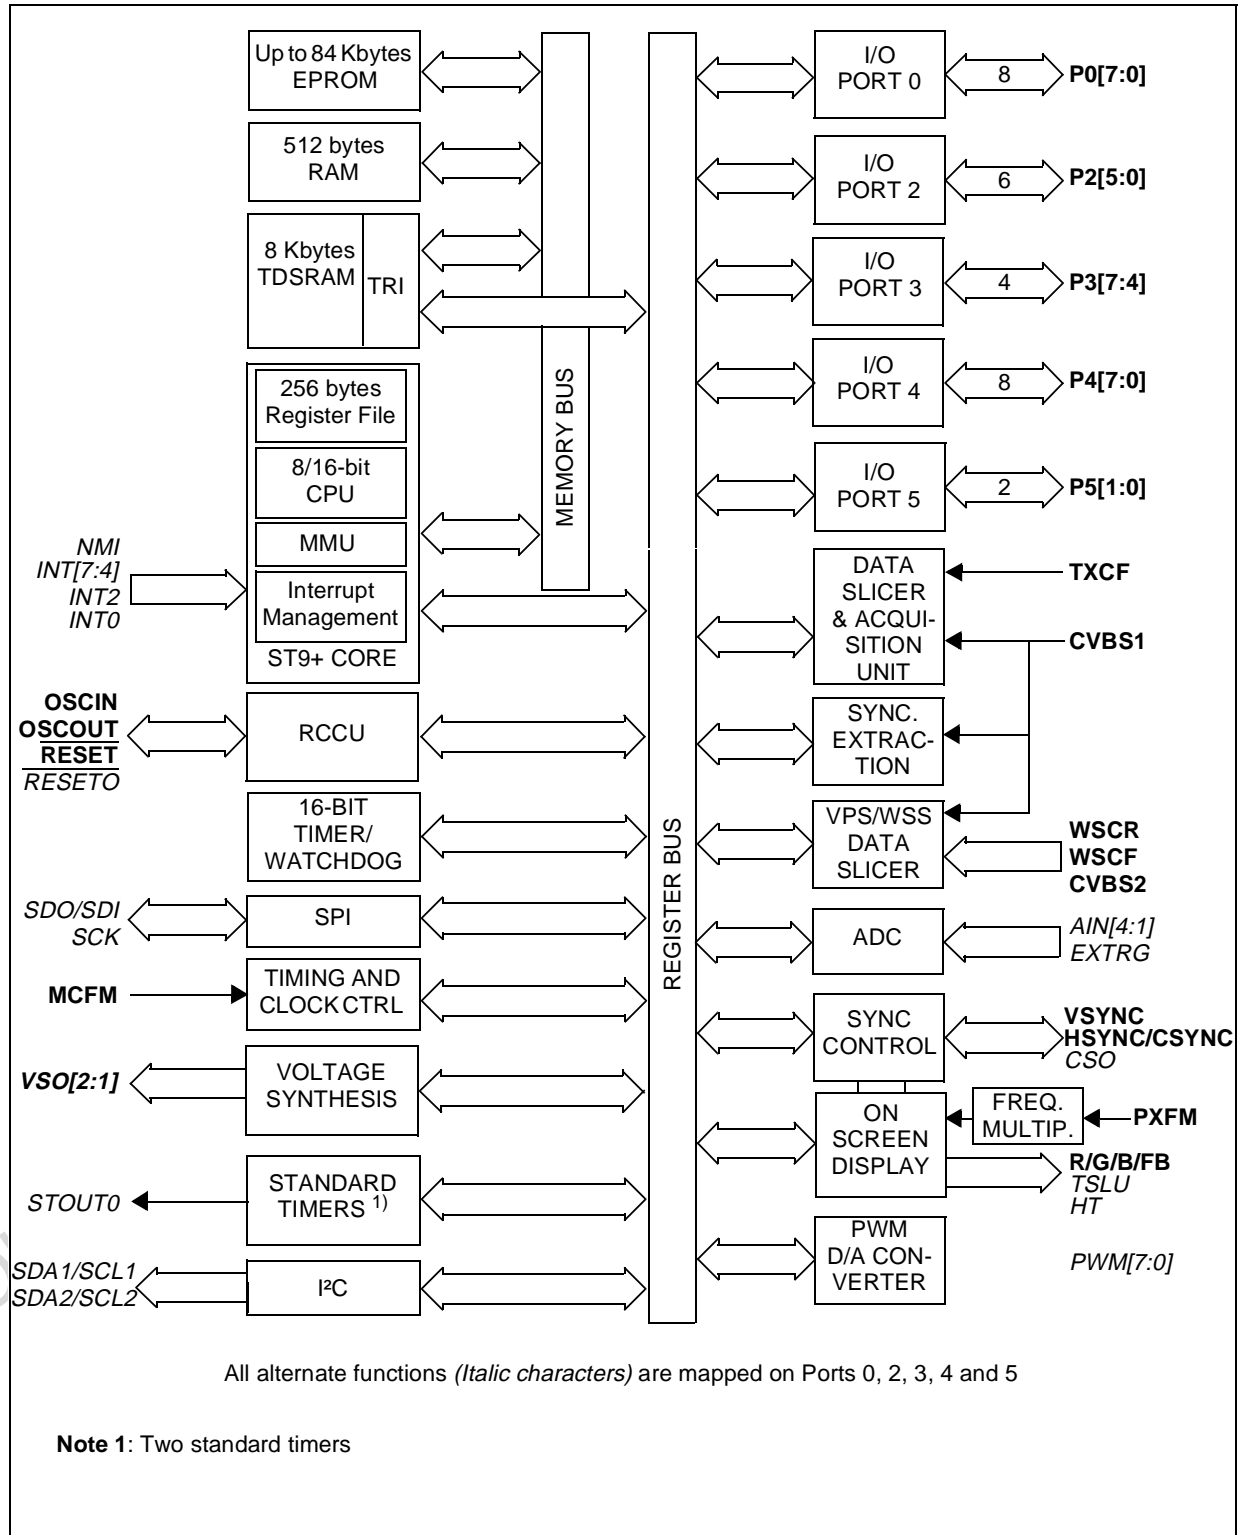 Up to 84 Kbytes
EPROM
512 bytes
RAM
8 Kbytes
TDSRAM
TRI
256 bytes
Register File
8/16-bit
CPU
MMU
Interrupt
Management
ST9+ CORE
NMI
INT[7:4]
INT2
INT0
OSCIN
OSCOUT
RESET
RESETO
RCCU
16-BIT
TIMER/
WATCHDOG
SDO/SDI
SCK
SPI
MCFM
TIMING AND
CLOCK CTRL
VSO[2:1]
VOLTAGE
SYNTHESIS
STOUT0
STANDARD
TIMERS 1)
SDA1/SCL1
SDA2/SCL2
I²C
MEMORY BUS
REGISTER BUS
I/O
PORT 0
8
P0[7:0]
I/O
PORT 2
6
P2[5:0]
I/O
PORT 3
4
P3[7:4]
I/O
PORT 4
8
P4[7:0]
I/O
PORT 5
2
P5[1:0]
DATA
SLICER
& ACQUI-
SITION
UNIT
TXCF
CVBS1
SYNC.
EXTRAC-
TION
VPS/WSS
DATA
SLICER
WSCR
WSCF
CVBS2
ADC
AIN[4:1]
EXTRG
SYNC
CONTROL
VSYNC
HSYNC/CSYNC
CSO
ON
SCREEN
DISPLAY
FREQ.
MULTIP.
PXFM
R/G/B/FB
TSLU
HT
PWM
D/A CON-
VERTER
PWM[7:0]
All alternate functions (Italic characters) are mapped on Ports 0, 2, 3, 4 and 5
Note 1: Two standard timers